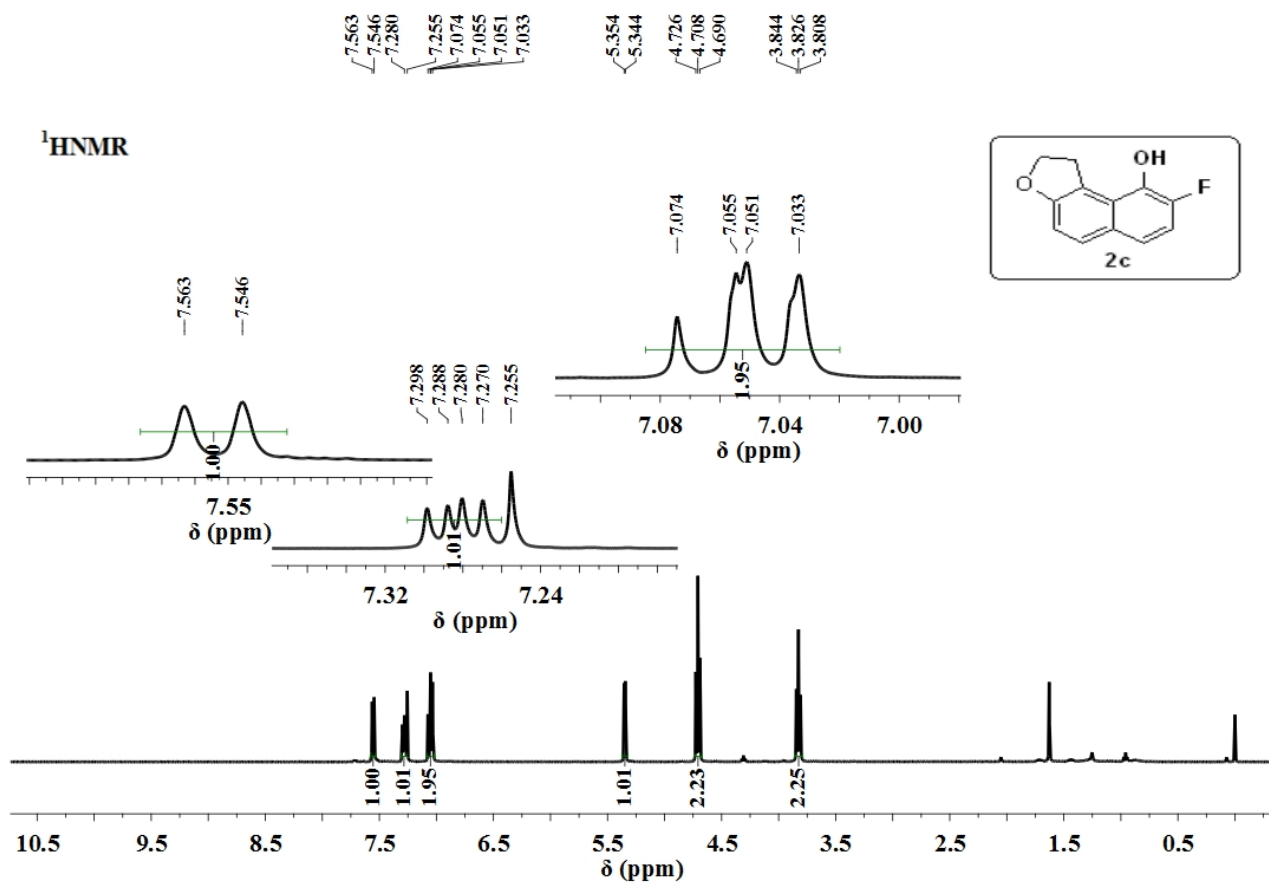 7.563
7.546
7.280
7.255
7.074
7.055
7.051
7.033
5.354
5.344
4.726
4.708
4.690
3.844
3.826
3.808
¹HNMR
OH
F
O
2c
7.074
7.055
7.051
7.033
1.95
7.08 7.04 7.00
δ (ppm)
7.563
7.546
1.00
7.55
δ (ppm)
7.298
7.288
7.280
7.270
7.255
1.01
7.32 7.24
δ (ppm)
1.00 1.01 1.95 1.01 2.23 2.25
10.5 9.5 8.5 7.5 6.5 5.5 4.5 3.5 2.5 1.5 0.5
δ (ppm)